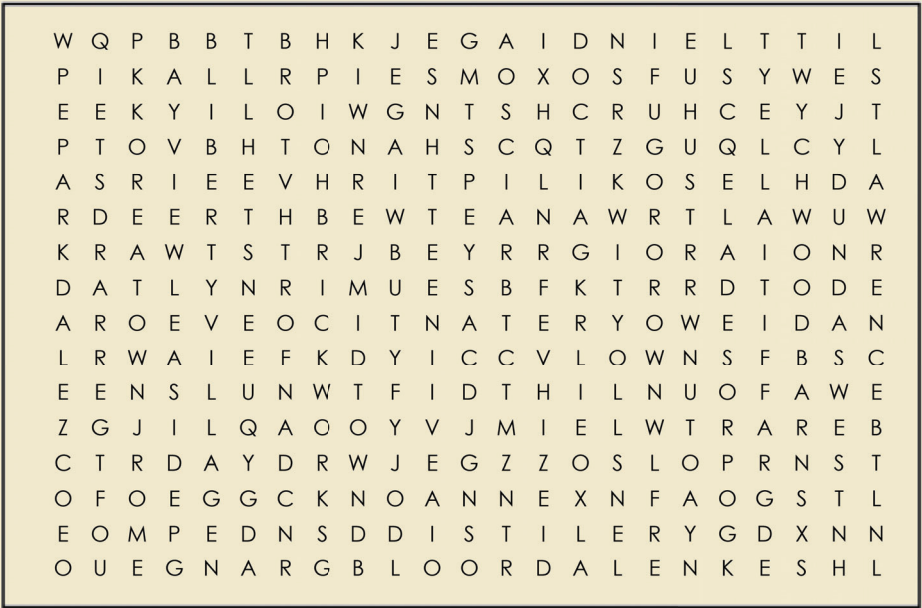 W Q P B B T B H K J E G A I D N I E L T T I L
P I K A L L R P I E S M O X O S F U S Y W E S
E E K Y I L O I W G N T S H C R U H C E Y J T
P T O V B H T O N A H S C Q T Z G U Q L C Y L
A S R I E E V H R I T P I L I K O S E L H D A
R D E E R T H B E W T E A N A W R T L A W U W
K R A W T S T R J B E Y R R G I O R A I O N R
D A T L Y N R I M U E S B F K T R R D T O D E
A R O E V E O C I T N A T E R Y O W E I D A N
L R W A I E F K D Y I C C V L O W N S F B S C
E E N S L U N W T F I D T H I L N U O F A W E
Z G J I L Q A O O Y V J M I E L W T R A R E B
C T R D A Y D R W J E G Z Z O S L O P R N S T
O F O E G G C K N O A N N E X N F A O G S T L
E O M P E D N S D D I S T I L E R Y G D X N N
O U E G N A R G B L O O R D A L E N K E S H L